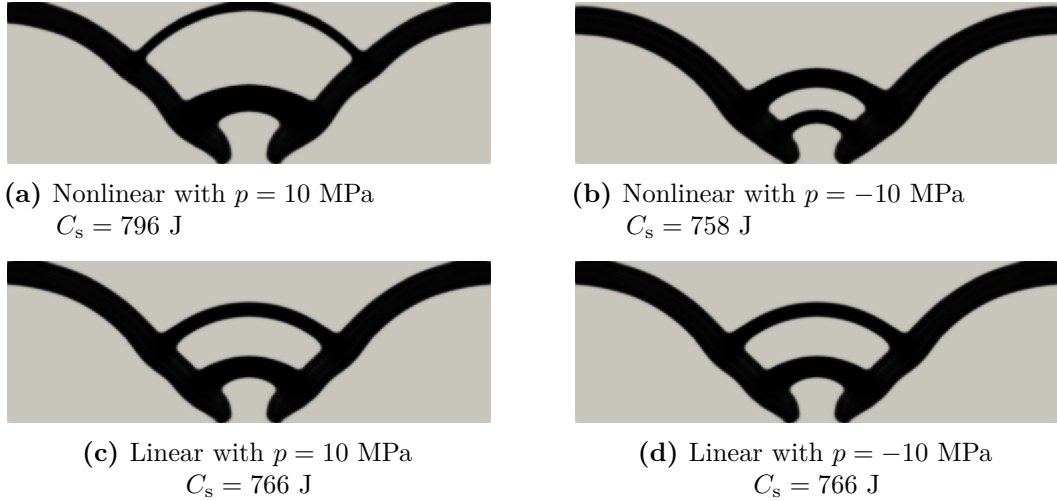 (a) Nonlinear with p = 10 MPa
C_s = 796 J
(b) Nonlinear with p = −10 MPa
C_s = 758 J
(c) Linear with p = 10 MPa
C_s = 766 J
(d) Linear with p = −10 MPa
C_s = 766 J